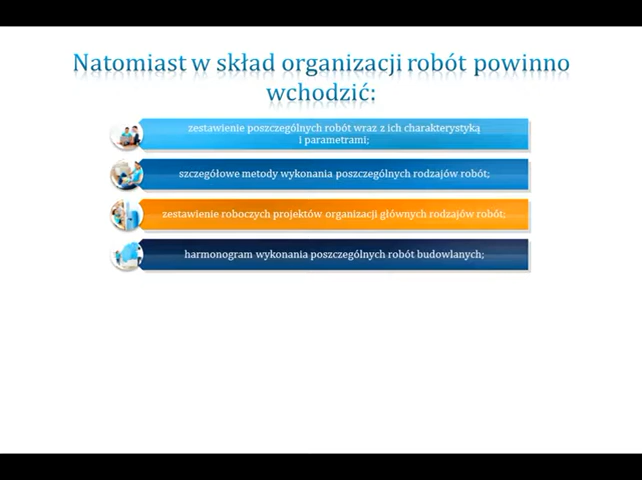 Natomiast w skład organizacji robót powinno
wchodzić:
zestawienie poszczególnych robót wraz z ich charakterystyką
i parametrami;
szczegółowe metody wykonania poszczególnych rodzajów robót;
zestawienie roboczych projektów organizacji głównych rodzajów robót;
harmonogram wykonania poszczególnych robót budowlanych;